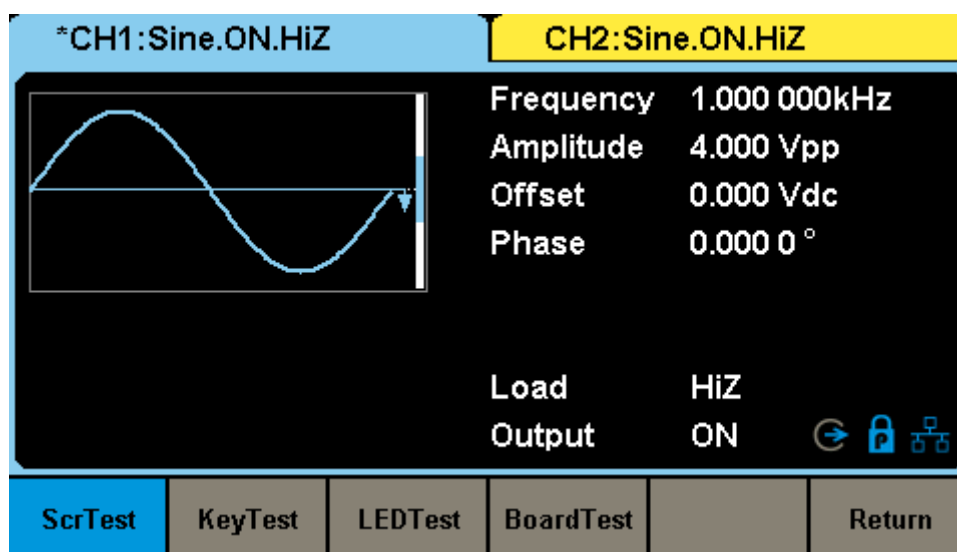 *CH1:Sine.ON.HiZ
CH2:Sine.ON.HiZ
Frequency 1.000 000kHz
Amplitude 4.000 Vpp
Offset 0.000 Vdc
Phase 0.000 0 °
Load HiZ
Output ON
P
ScrTest KeyTest LEDTest BoardTest Return